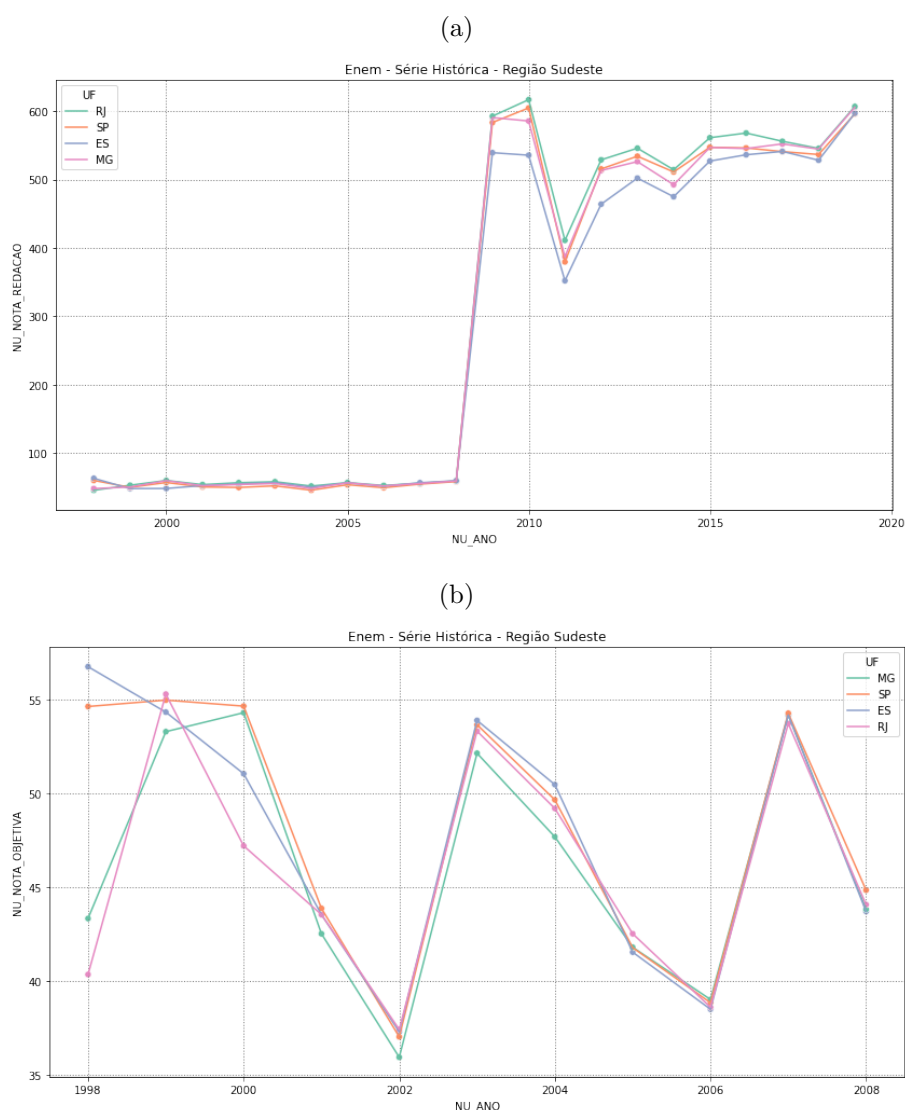 (a)
Enem - Série Histórica - Região Sudeste
UF
RJ
SP
ES
MG
600
500
400
300
200
100
NU_NOTA_REDACAO
2000 2005 2010 2015 2020
NU_ANO
(b)
Enem - Série Histórica - Região Sudeste
UF
MG
SP
ES
RJ
55
50
45
40
35
NU_NOTA_OBJETIVA
1998 2000 2002 2004 2006 2008
NU_ANO